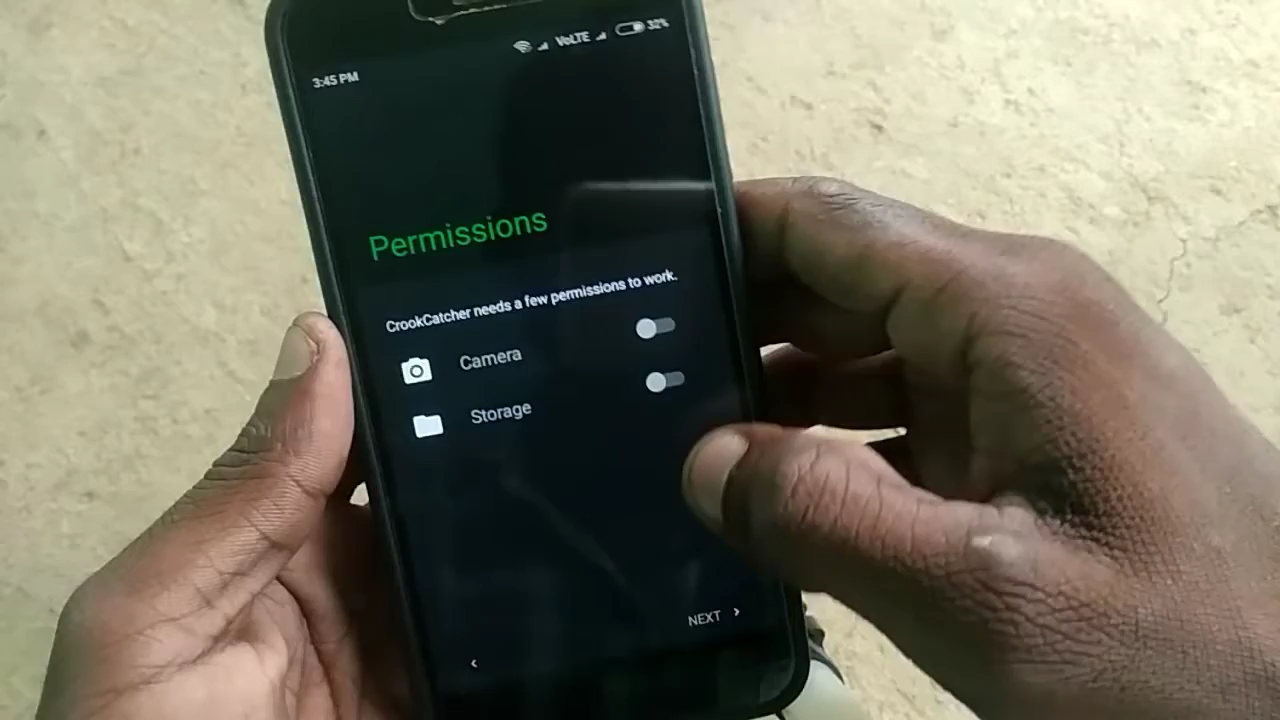 VoLTE 32%
3:45 PM
Permissions
CrookCatcher needs a few permissions to work.
Camera
Storage
NEXT >
<